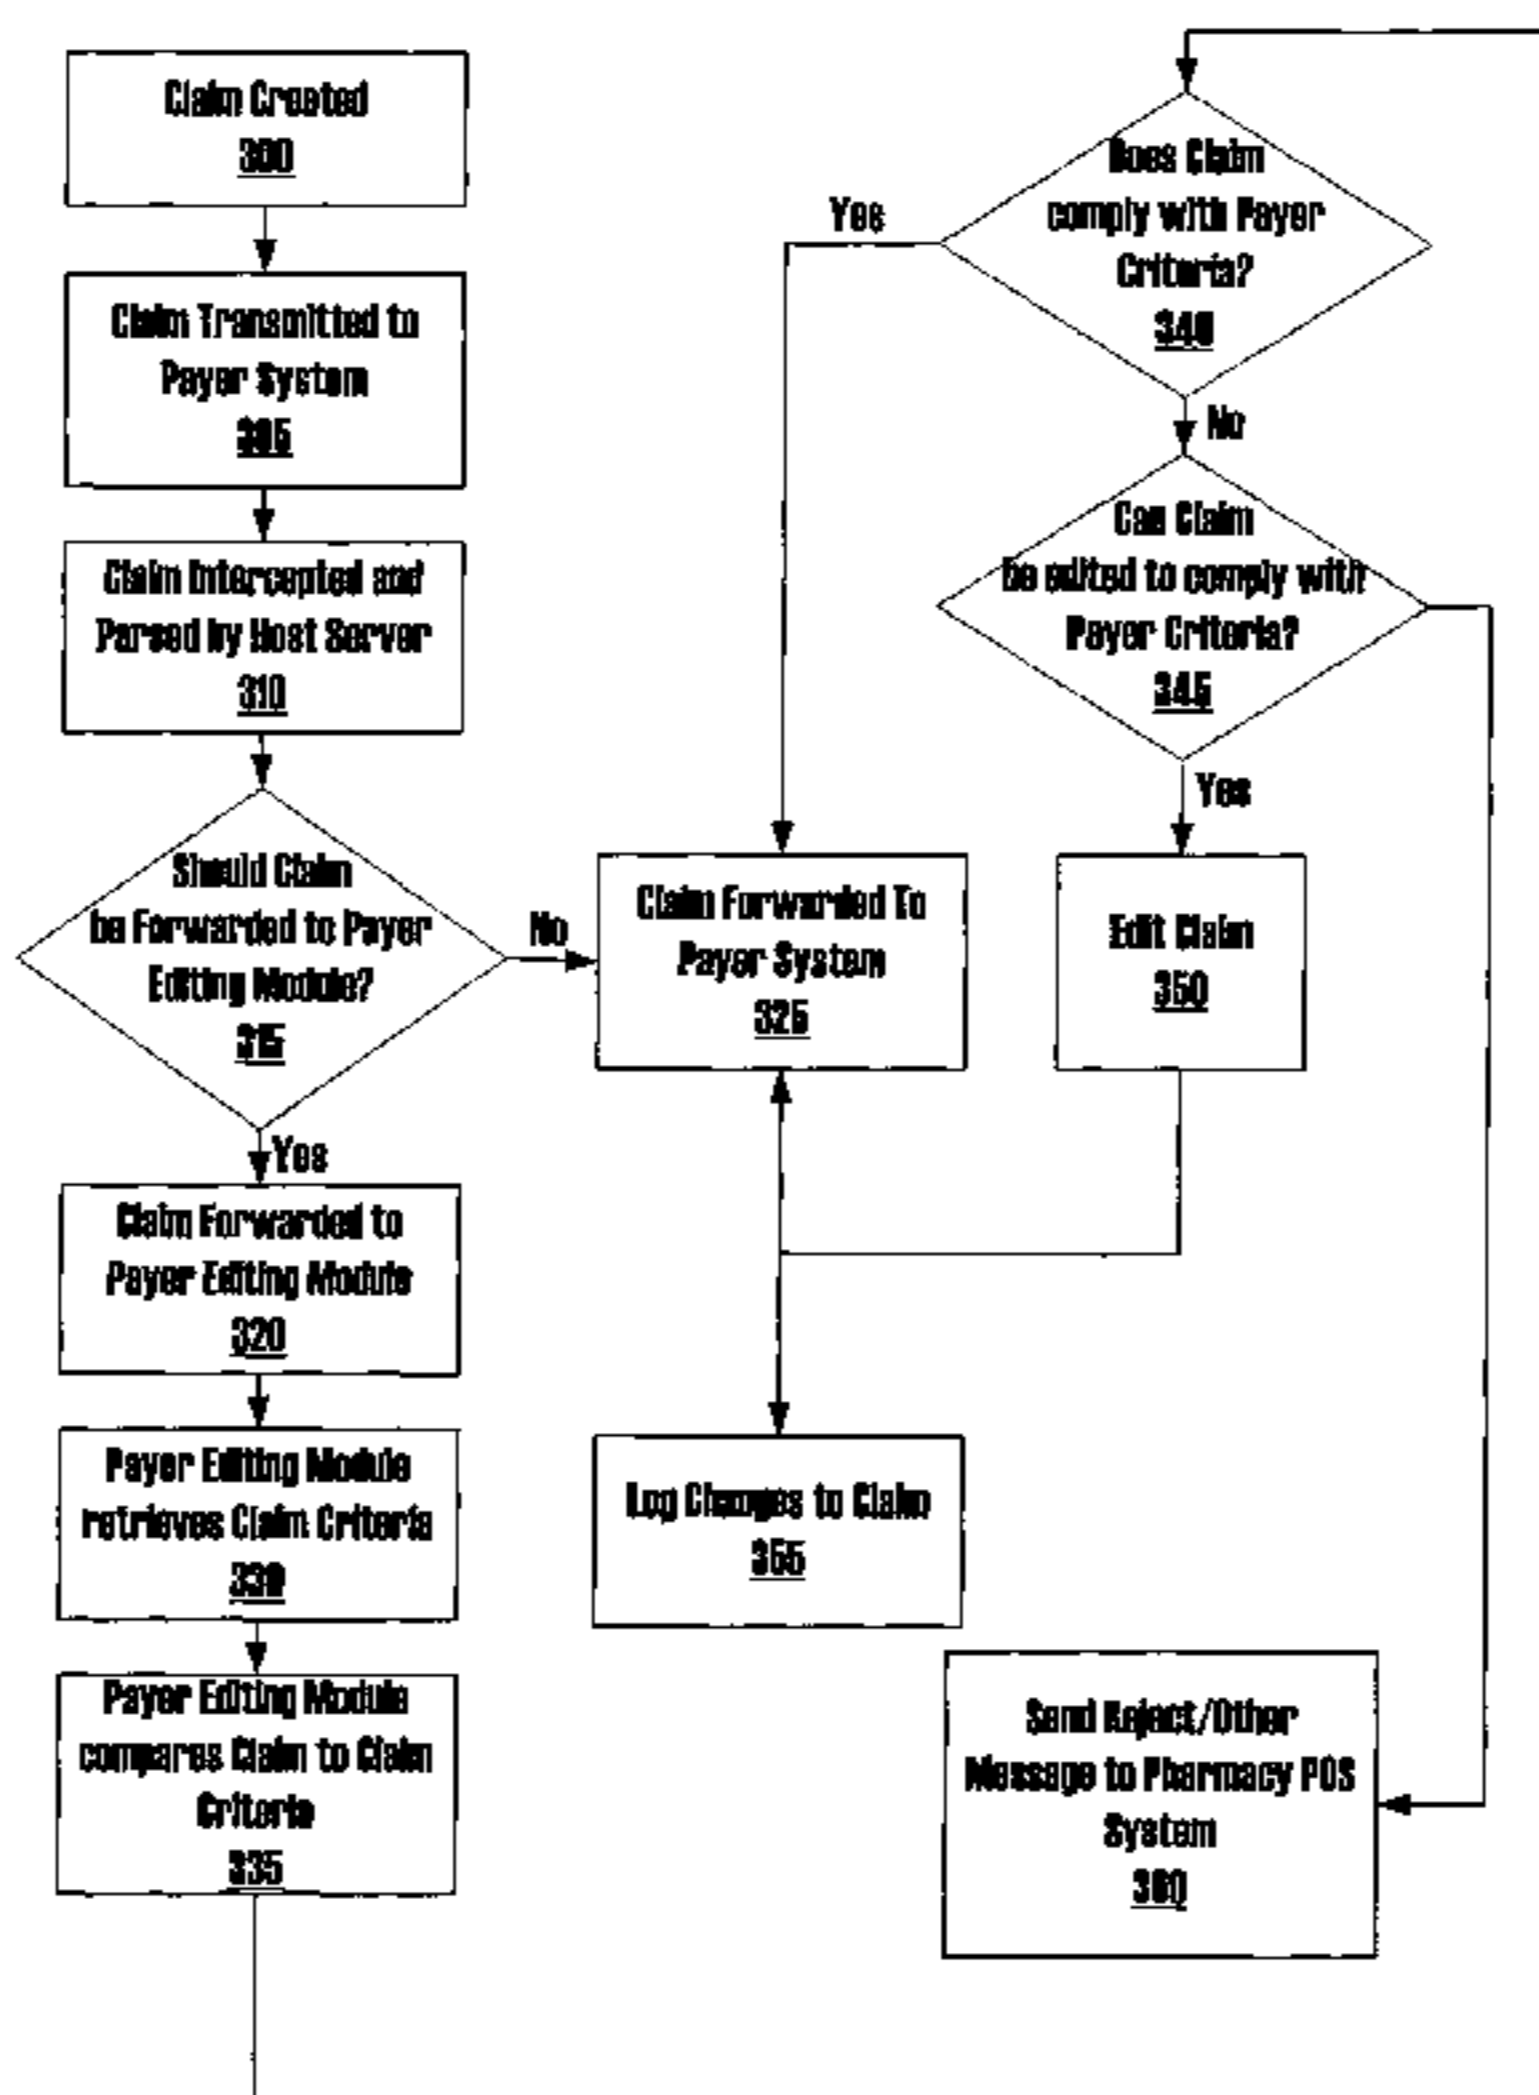 Claim Created
300
Claim Transmitted to
Payer System
305
Claim Intercepted and
Parsed by Host Server
310
Should Claim
be Forwarded to Payer
Editing Module?
315
No
Yes
Claim Forwarded to
Payer Editing Module
320
Payer Editing Module
retrieves Claim Criteria
330
Payer Editing Module
compares Claim to Claim
Criteria
335
Does Claim
comply with Payer
Criteria?
340
Yes
No
Can Claim
be edited to comply with
Payer Criteria?
345
Yes
Claim Forwarded To
Payer System
325
Edit Claim
350
Log Changes to Claim
355
Send Reject/Other
Message to Pharmacy POS
System
360